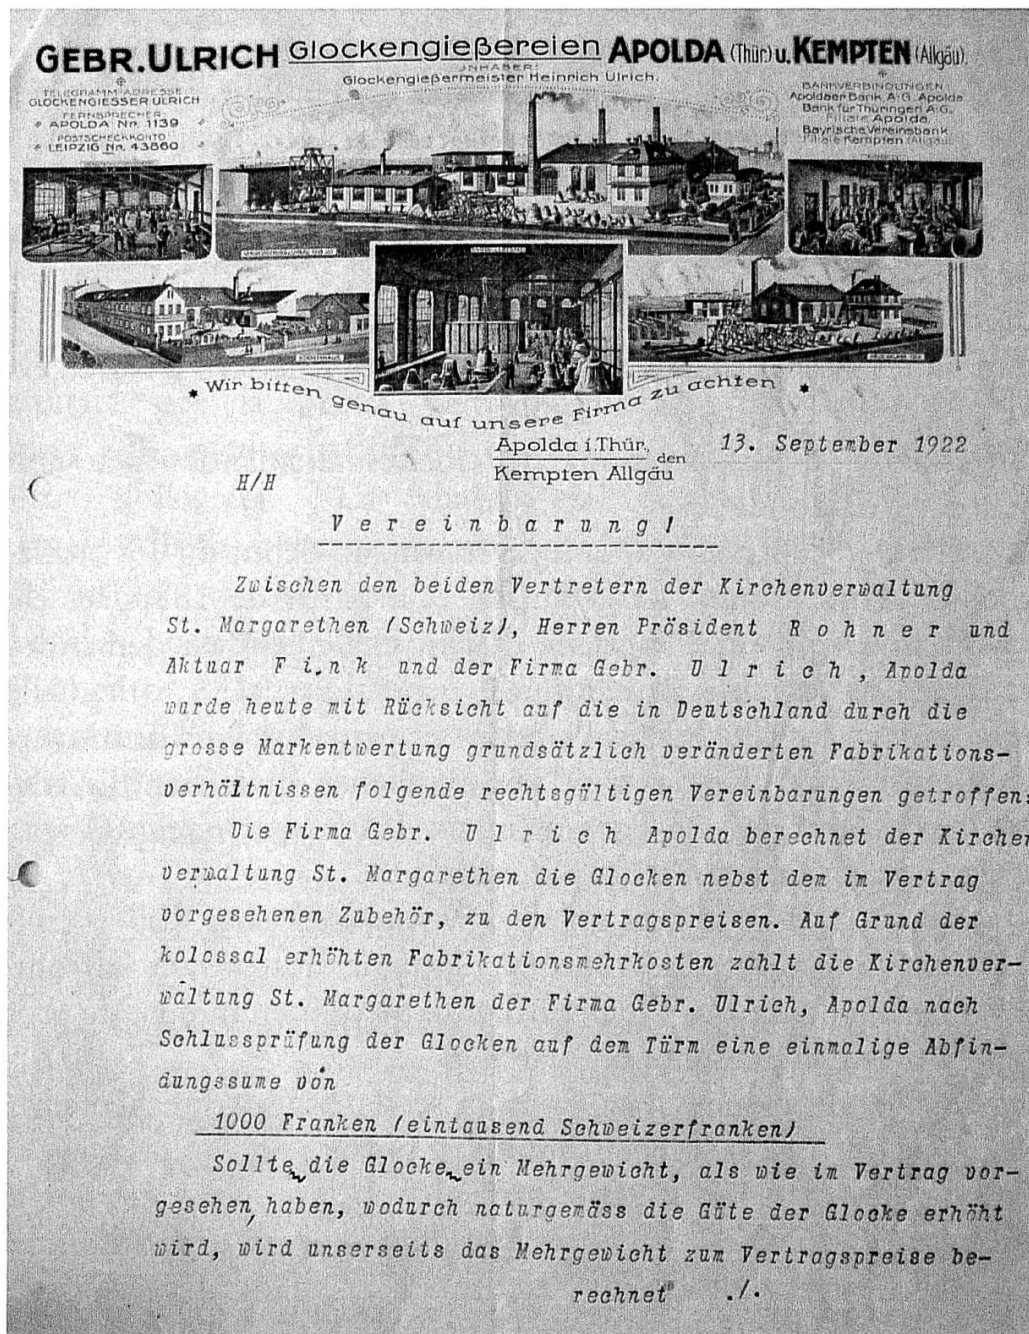 GEBR. ULRICH Glockengießereien APOLDA (Thür.) u. KEMPTEN (Allgäu).
INHABER:
Glockengießermeister Heinrich Ulrich.
TELEGRAMM-ADRESSE:
GLOCKENGIESSER ULRICH
FERNSPRECHER
APOLDA Nr. 1139
POSTSCHECKKONTO
LEIPZIG Nr. 43860
BANKVERBINDUNGEN
Apoldaer Bank A.G. Apolda
Bank für Thüringen A.G.
Filiale Apolda.
Bayrische Vereinsbank
Filiale Kempten (Allgäu)
* Wir bitten genau auf unsere Firma zu achten *
Apolda i. Thür., den 13. September 1922
Kempten Allgäu
H/H
V e r e i n b a r u n g !
Zwischen den beiden Vertretern der Kirchenverwaltung
St. Margarethen (Schweiz), Herren Präsident R o h n e r und
Aktuar F i n k und der Firma Gebr. U l r i c h , Apolda
wurde heute mit Rücksicht auf die in Deutschland durch die
grosse Markentwertung grundsätzlich veränderten Fabrikations-
verhältnissen folgende rechtsgültigen Vereinbarungen getroffen:
Die Firma Gebr. U l r i c h Apolda berechnet der Kirchen
verwaltung St. Margarethen die Glocken nebst dem im Vertrag
vorgesehenen Zubehör, zu den Vertragspreisen. Auf Grund der
kolossal erhöhten Fabrikationsmehrkosten zahlt die Kirchenver-
waltung St. Margarethen der Firma Gebr. Ulrich, Apolda nach
Schlussprüfung der Glocken auf dem Türm eine einmalige Abfin-
dungssume von
1000 Franken (eintausend Schweizerfranken)
Sollte die Glocke ein Mehrgewicht, als wie im Vertrag vor-
gesehen, haben, wodurch naturgemäss die Güte der Glocke erhöht
wird, wird unserseits das Mehrgewicht zum Vertragspreise be-
rechnet ./.